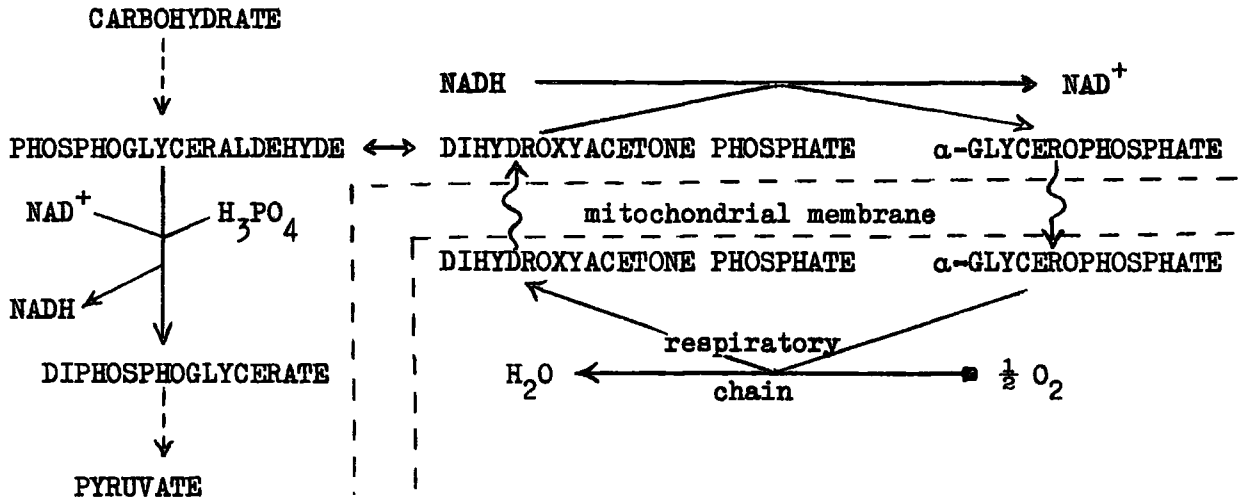 CARBOHYDRATE
NADH NAD⁺
PHOSPHOGLYCERALDEHYDE DIHYDROXYACETONE PHOSPHATE α-GLYCEROPHOSPHATE
NAD⁺ H₃PO₄ mitochondrial membrane
DIHYDROXYACETONE PHOSPHATE α-GLYCEROPHOSPHATE
NADH
respiratory
DIPHOSPHOGLYCERATE H₂O ½ O₂
chain
PYRUVATE